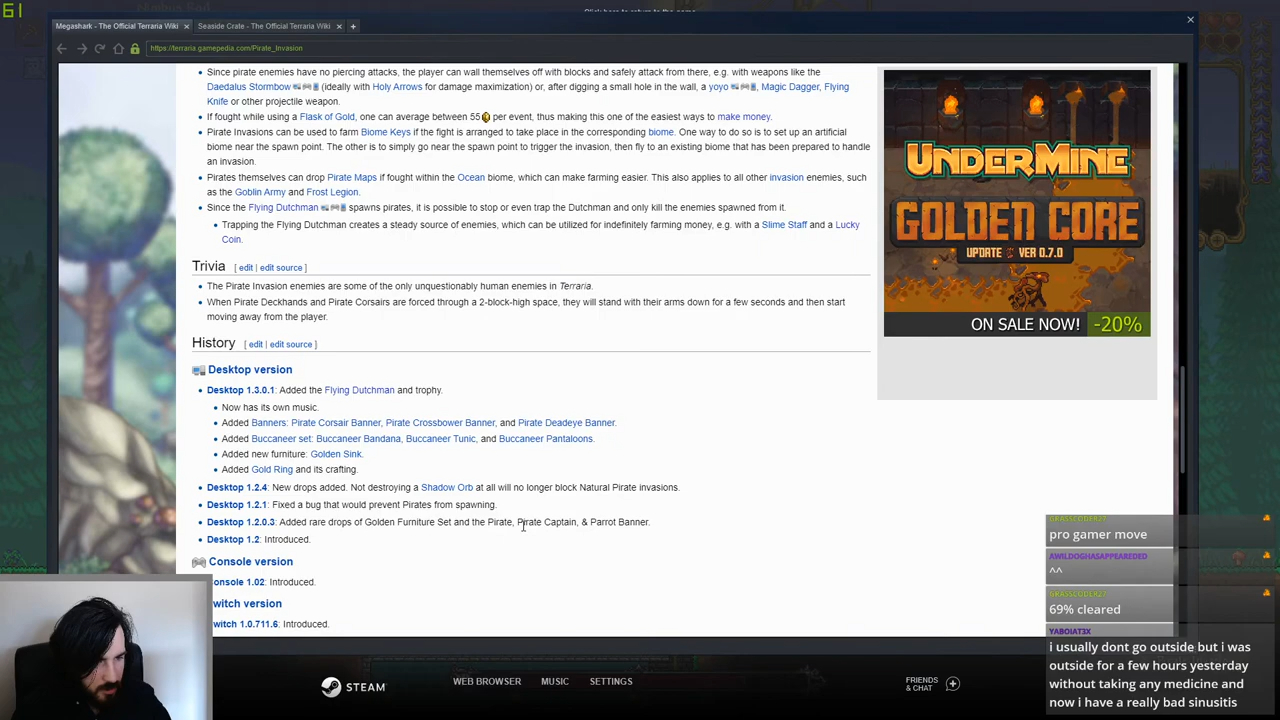 61
Click here to return to the game
Megashark - The Official Terraria Wiki ×
Seaside Crate - The Official Terraria Wiki × +
×
https://terraria.gamepedia.com/Pirate_Invasion
Since pirate enemies have no piercing attacks, the player can wall themselves off with blocks and safely attack from there, e.g. with weapons like the
Daedalus Stormbow (ideally with Holy Arrows for damage maximization) or, after digging a small hole in the wall, a yoyo, Magic Dagger, Flying
Knife or other projectile weapon.
If fought while using a Flask of Gold, one can average between 55 per event, thus making this one of the easiest ways to make money.
Pirate Invasions can be used to farm Biome Keys if the fight is arranged to take place in the corresponding biome. One way to do so is to set up an artificial
biome near the spawn point. The other is to simply go near the spawn point to trigger the invasion, then fly to an existing biome that has been prepared to handle
an invasion.
Pirates themselves can drop Pirate Maps if fought within the Ocean biome, which can make farming easier. This also applies to all other invasion enemies, such
as the Goblin Army and Frost Legion.
Since the Flying Dutchman spawns pirates, it is possible to stop or even trap the Dutchman and only kill the enemies spawned from it.
Trapping the Flying Dutchman creates a steady source of enemies, which can be utilized for indefinitely farming money, e.g. with a Slime Staff and a Lucky
Coin.
Trivia [ edit | edit source ]
The Pirate Invasion enemies are some of the only unquestionably human enemies in Terraria.
When Pirate Deckhands and Pirate Corsairs are forced through a 2-block-high space, they will stand with their arms down for a few seconds and then start
moving away from the player.
History [ edit | edit source ]
Desktop version
Desktop 1.3.0.1: Added the Flying Dutchman and trophy.
Now has its own music.
Added Banners: Pirate Corsair Banner, Pirate Crossbower Banner, and Pirate Deadeye Banner.
Added Buccaneer set: Buccaneer Bandana, Buccaneer Tunic, and Buccaneer Pantaloons.
Added new furniture: Golden Sink.
Added Gold Ring and its crafting.
Desktop 1.2.4: New drops added. Not destroying a Shadow Orb at all will no longer block Natural Pirate invasions.
Desktop 1.2.1: Fixed a bug that would prevent Pirates from spawning.
Desktop 1.2.0.3: Added rare drops of Golden Furniture Set and the Pirate, Pirate Captain, & Parrot Banner.
Desktop 1.2: Introduced.
Console version
onsole 1.02: Introduced.
witch version
witch 1.0.711.6: Introduced.
UNDERMINE
GOLDEN CORE
UPDATE VER 0.7.0
ON SALE NOW! -20%
GRASSCODER27
pro gamer move
AWILDOGHASAPPEAREDED
^^
GRASSCODER27
69% cleared
YABOIAT3X
i usually dont go outside but i was
outside for a few hours yesterday
without taking any medicine and
now i have a really bad sinusitis
STEAM
WEB BROWSER MUSIC SETTINGS
FRIENDS
& CHAT